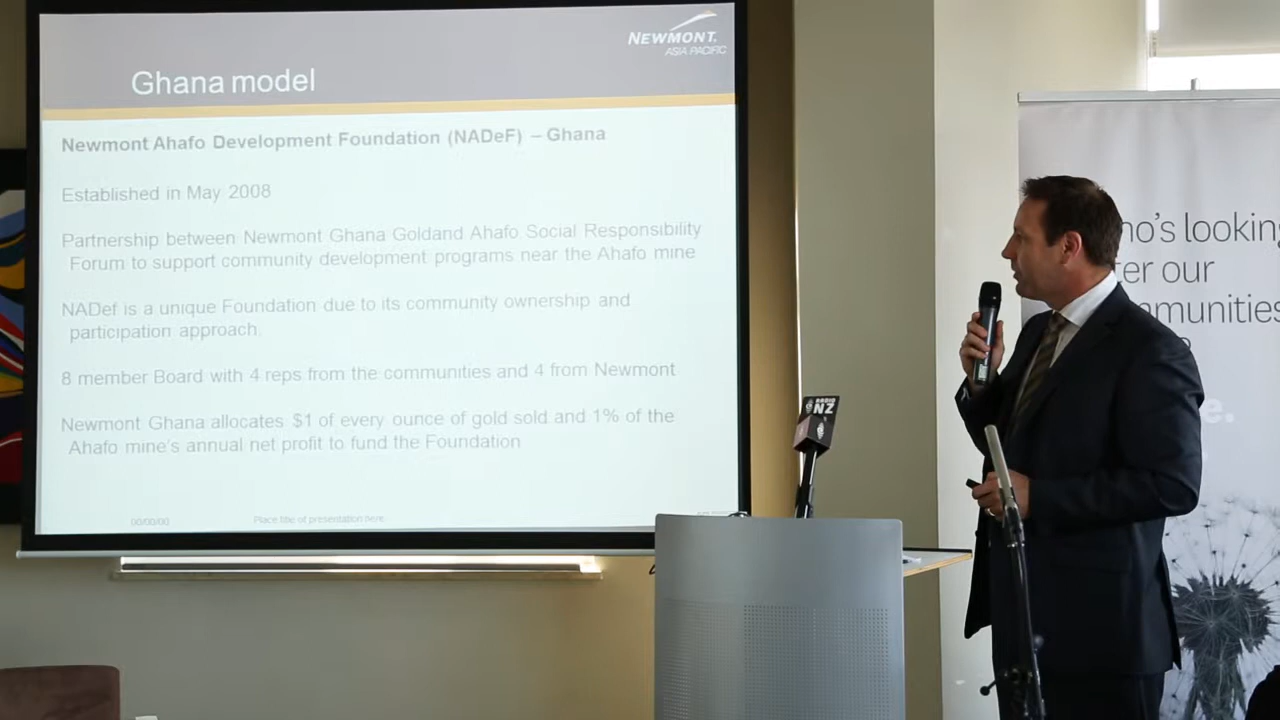 NEWMONT.
ASIA PACIFIC
Ghana model
Newmont Ahafo Development Foundation (NADeF) – Ghana
Established in May 2008
Partnership between Newmont Ghana Goldand Ahafo Social Responsibility
Forum to support community development programs near the Ahafo mine
NADef is a unique Foundation due to its community ownership and
participation approach.
8 member Board with 4 reps from the communities and 4 from Newmont
Newmont Ghana allocates $1 of every ounce of gold sold and 1% of the
Ahafo mine's annual net profit to fund the Foundation
00/00/00
Place title of presentation here
RADIO
NZ
ho's looking
ter our
mmunities
e.